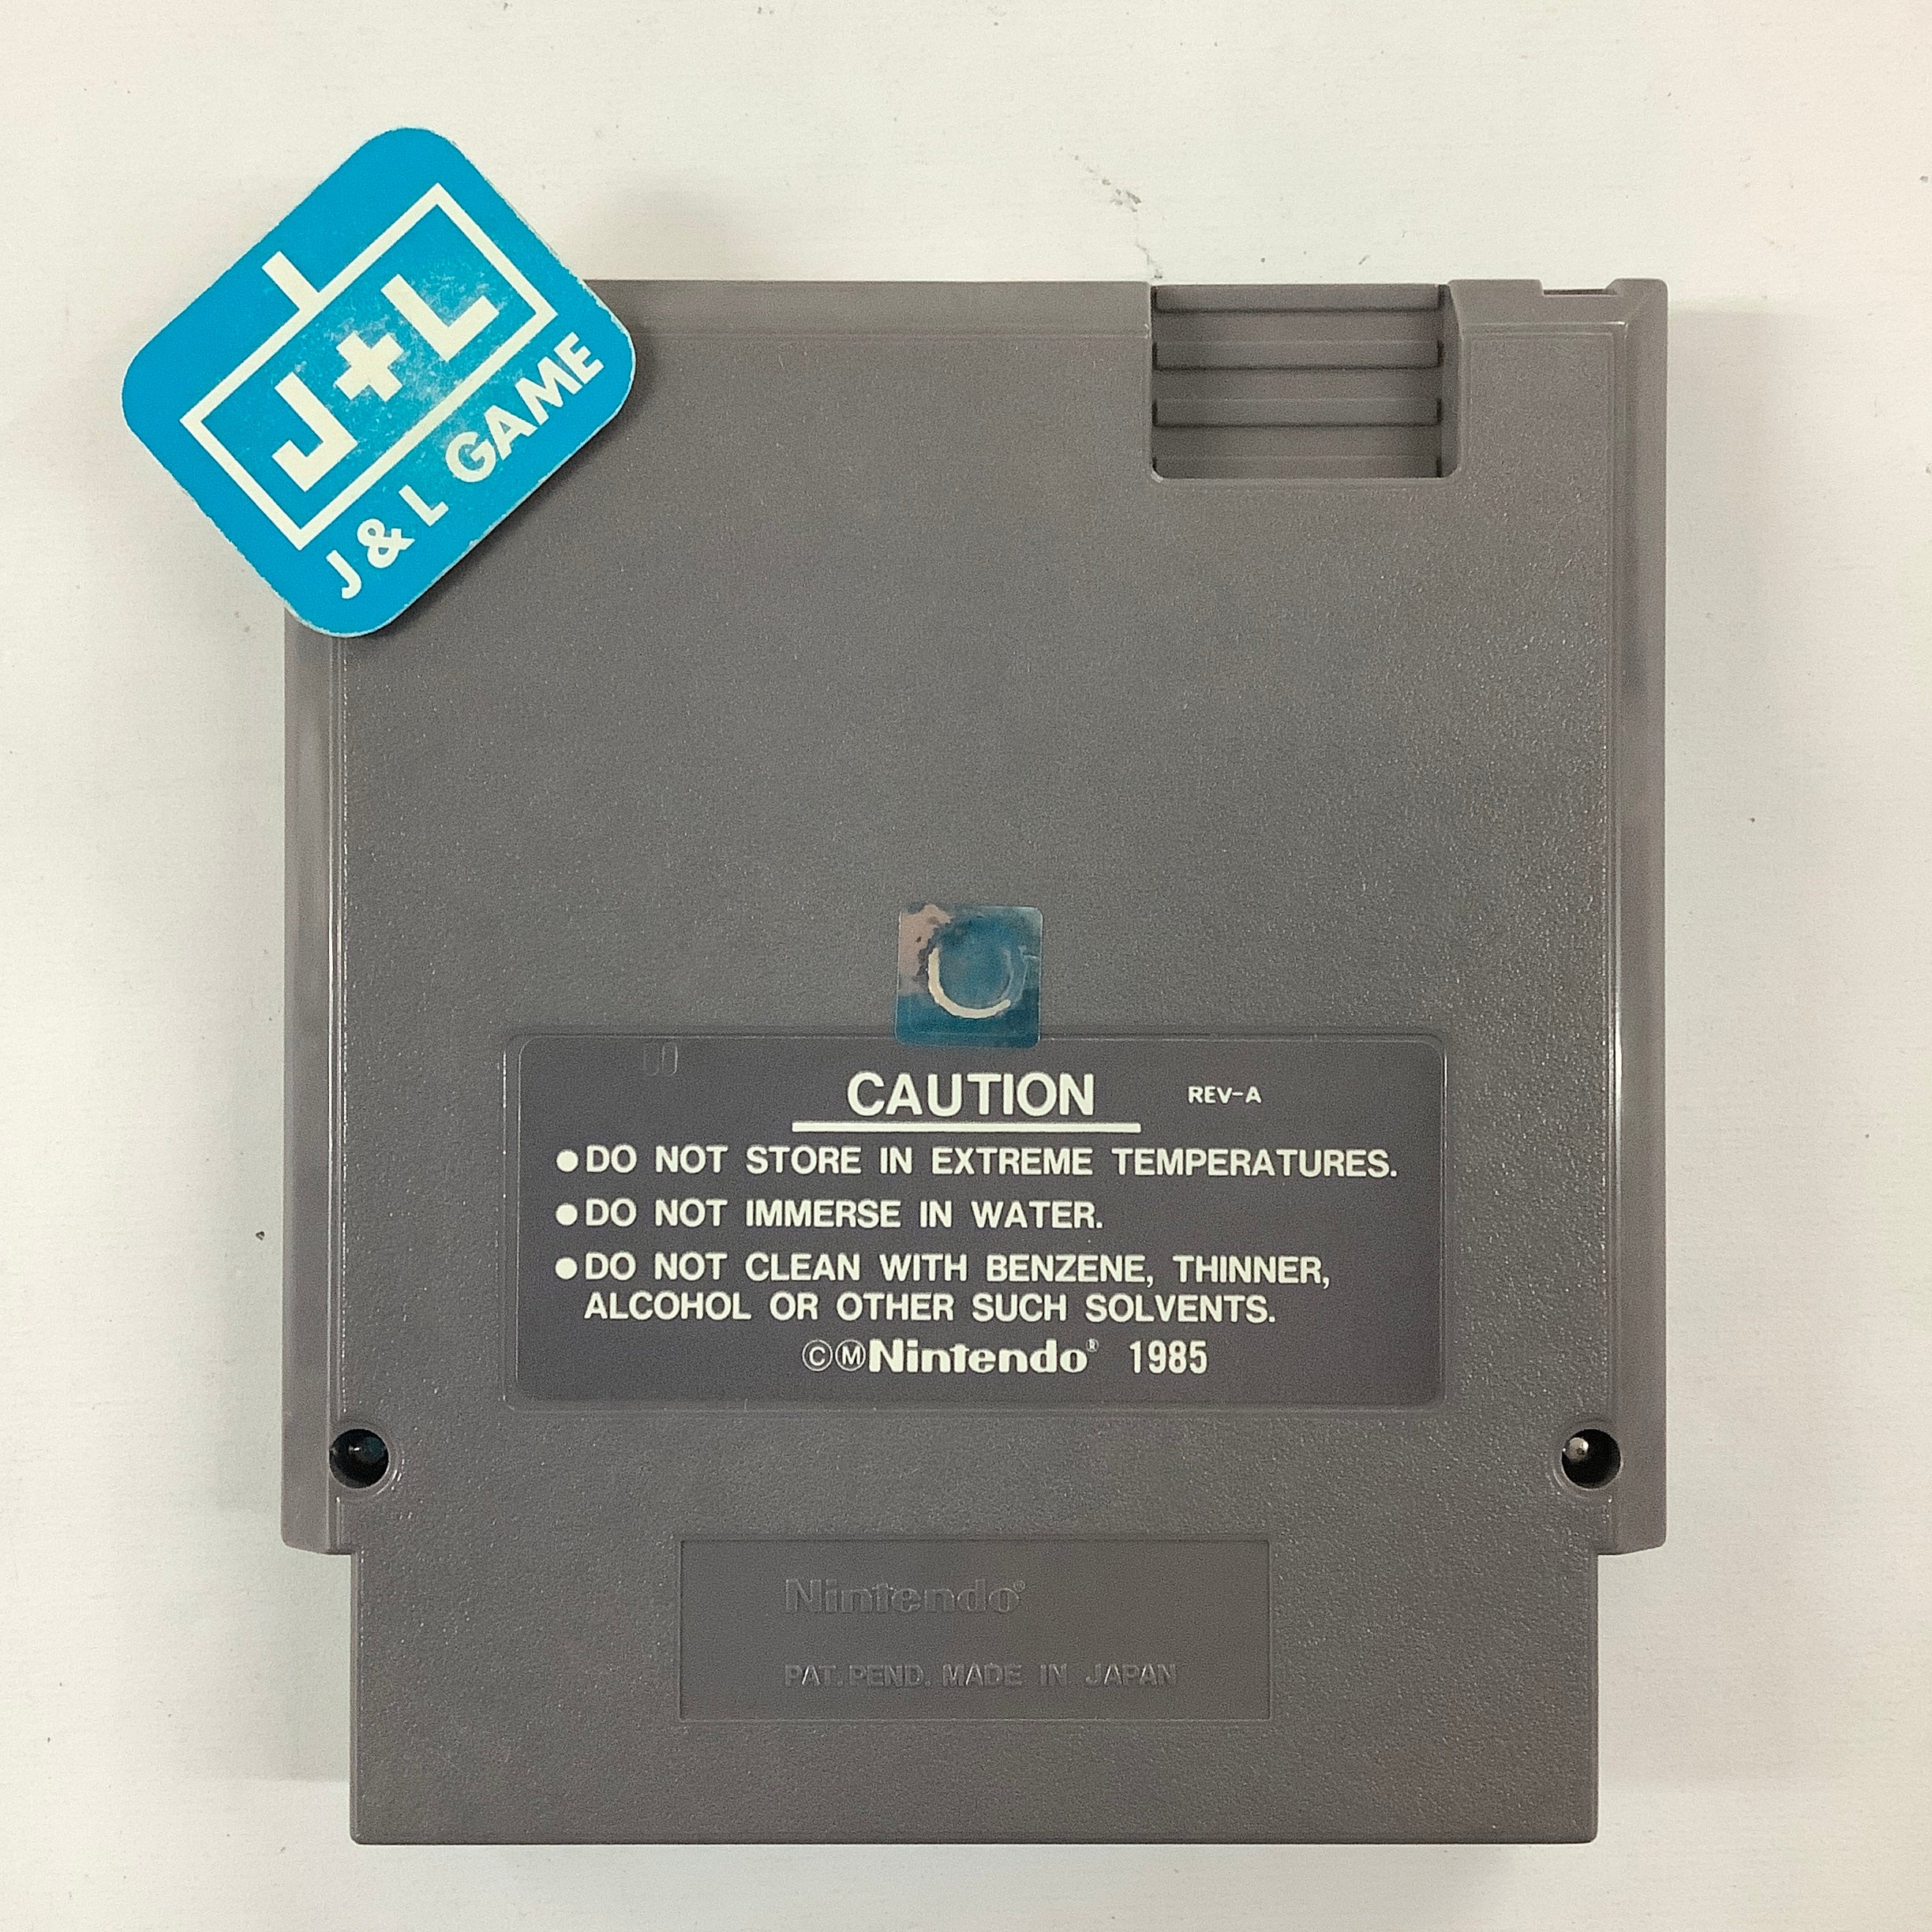 J+L
J & L GAME
CAUTION REV-A
●DO NOT STORE IN EXTREME TEMPERATURES.
●DO NOT IMMERSE IN WATER.
●DO NOT CLEAN WITH BENZENE, THINNER,
ALCOHOL OR OTHER SUCH SOLVENTS.
©ⓂNintendo® 1985
Nintendo®
PAT. PEND. MADE IN JAPAN